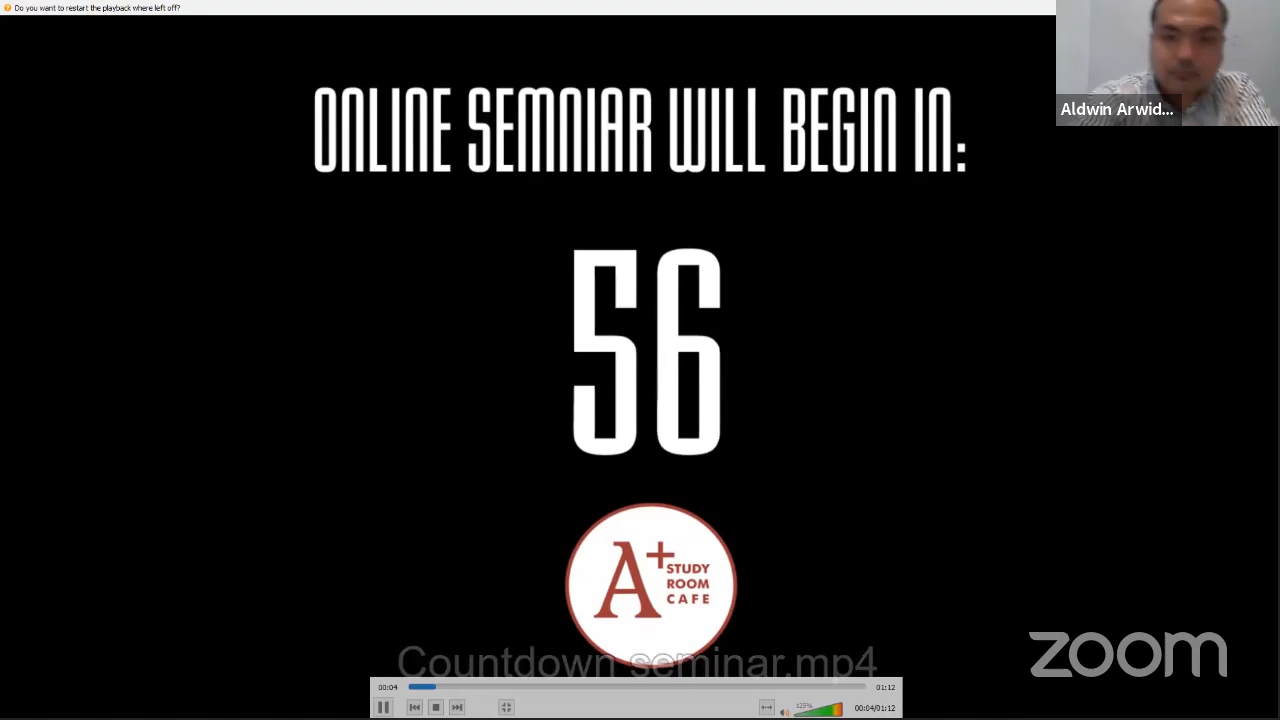 Do you want to restart the playback where left off?
Aldwin Arwid...
ONLINE SEMNIAR WILL BEGIN IN:
56
A+
STUDY
ROOM
CAFE
zoom
Countdown seminar.mp4
00:04
01:12
125%
00:04/01:12